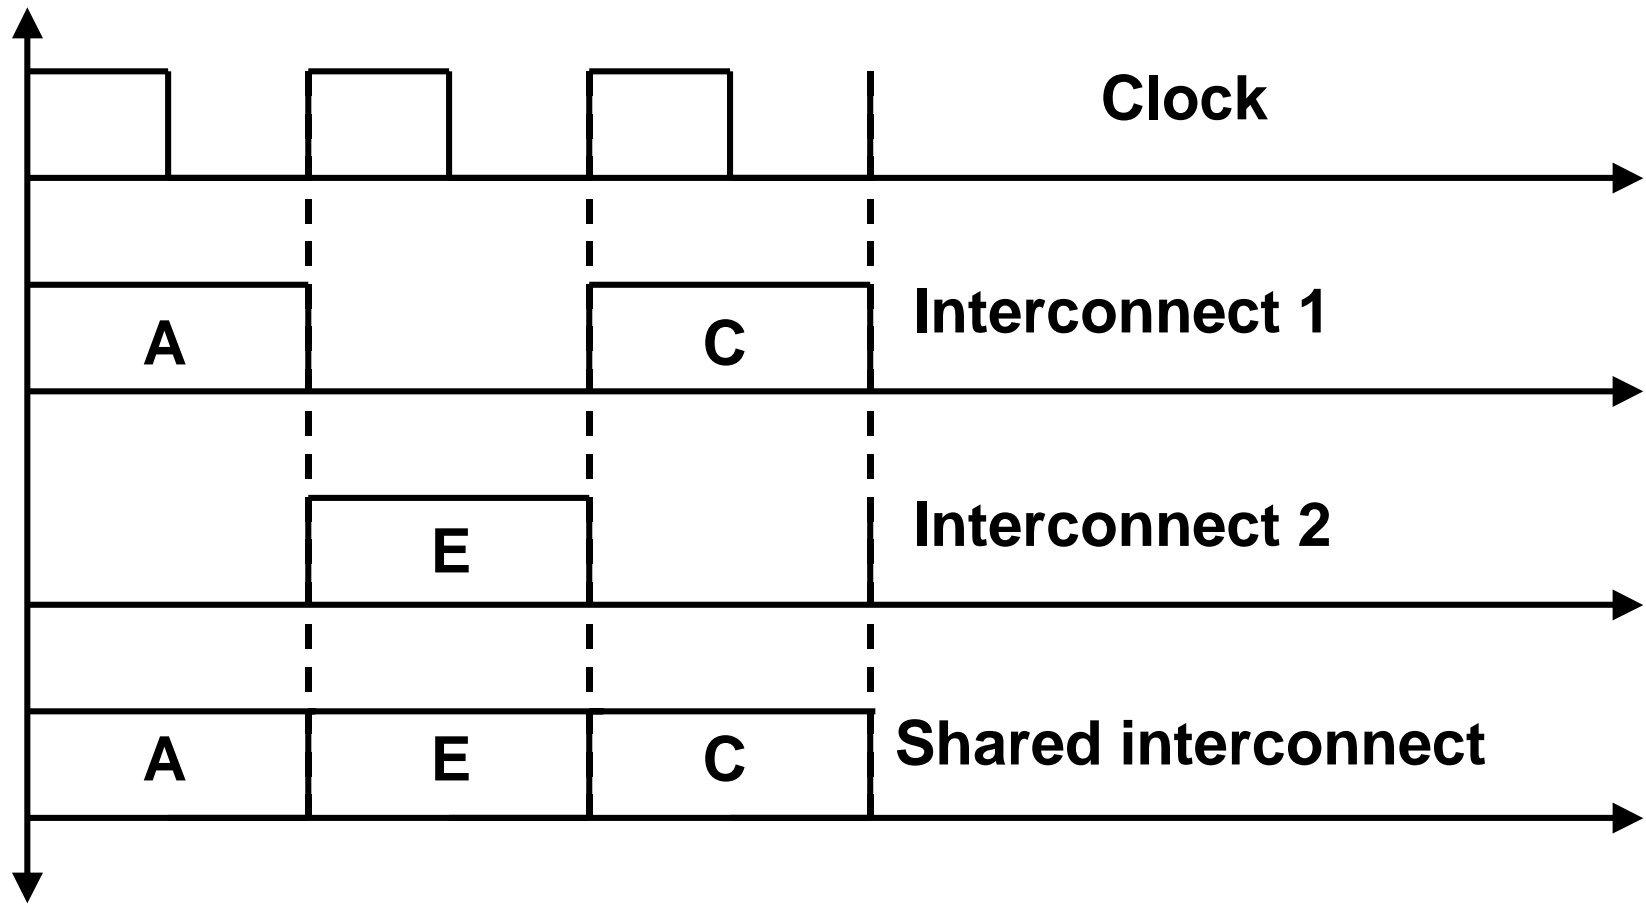 Clock
A
C
Interconnect 1
E
Interconnect 2
A
E
C
Shared interconnect